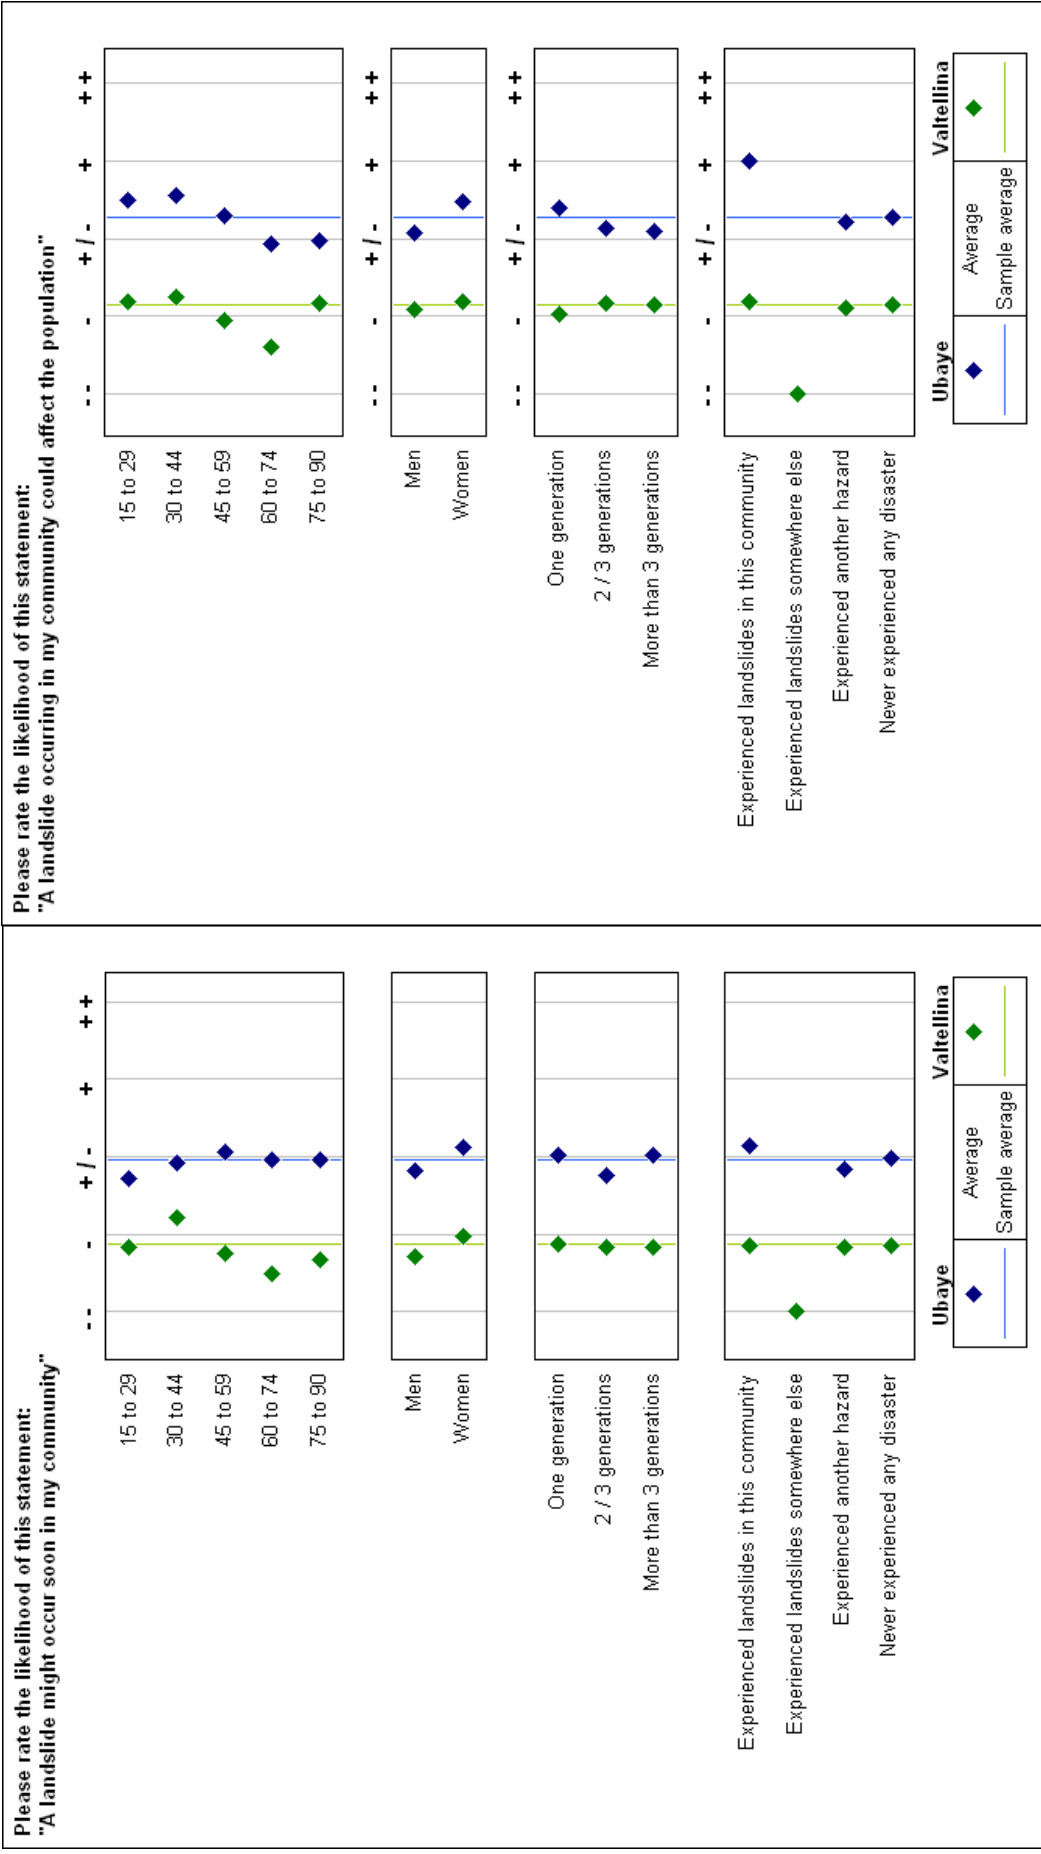 Please rate the likelihood of this statement:
"A landslide might occur soon in my community"
- - - + / - + + +
15 to 29
30 to 44
45 to 59
60 to 74
75 to 90
Men
Women
One generation
2 / 3 generations
More than 3 generations
Experienced landslides in this community
Experienced landslides somewhere else
Experienced another hazard
Never experienced any disaster
Ubaye Valtellina
Average
Sample average
Please rate the likelihood of this statement:
"A landslide occurring in my community could affect the population"
- - - + / - + + +
15 to 29
30 to 44
45 to 59
60 to 74
75 to 90
- - - + / - + + +
Men
Women
- - - + / - + + +
One generation
2 / 3 generations
More than 3 generations
- - - + / - + + +
Experienced landslides in this community
Experienced landslides somewhere else
Experienced another hazard
Never experienced any disaster
Ubaye Valtellina
Average
Sample average